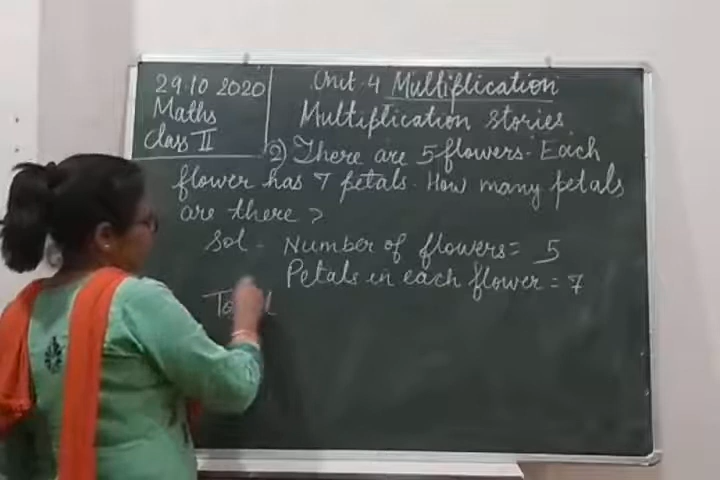 29.10 2020
Maths
Class II
Unit-4 Multiplication
Multiplication stories.
2) There are 5 flowers. Each
flower has 7 petals. How many petals
are there ?
Sol - Number of flowers = 5
Petals in each flower = 7